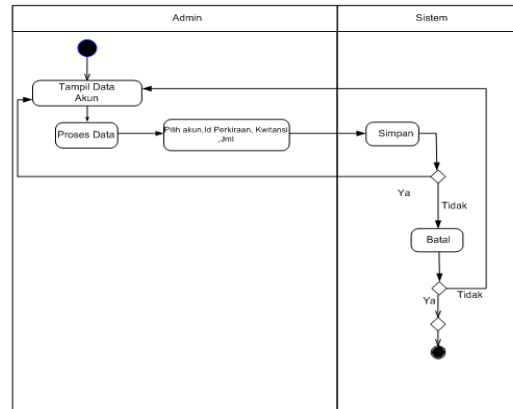 Admin
Sistem
Tampil Data
Akun
Proses Data
Pilih akun,Id Perkiraan, Kwitansi
,Jml
Simpan
Ya
Tidak
Batal
Ya
Tidak